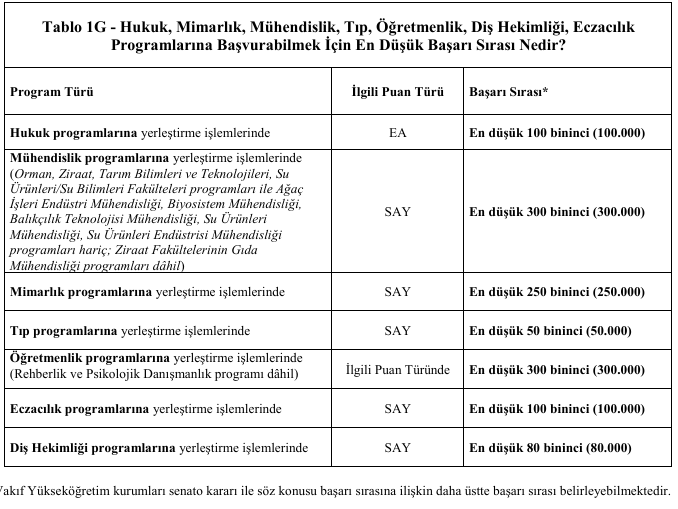 Tablo 1G - Hukuk, Mimarlık, Mühendislik, Tıp, Öğretmenlik, Diş Hekimliği, Eczacılık
Programlarına Başvurabilmek İçin En Düşük Başarı Sırası Nedir?
Program Türü İlgili Puan Türü Başarı Sırası*
Hukuk programlarına yerleştirme işlemlerinde EA En düşük 100 bininci (100.000)
Mühendislik programlarına yerleştirme işlemlerinde
(Orman, Ziraat, Tarım Bilimleri ve Teknolojileri, Su
Ürünleri/Su Bilimleri Fakülteleri programları ile Ağaç
İşleri Endüstri Mühendisliği, Biyosistem Mühendisliği,
Balıkçılık Teknolojisi Mühendisliği, Su Ürünleri
Mühendisliği, Su Ürünleri Endüstrisi Mühendisliği
programları hariç; Ziraat Fakültelerinin Gıda
Mühendisliği programları dâhil)
SAY
En düşük 300 bininci (300.000)
Mimarlık programlarına yerleştirme işlemlerinde SAY En düşük 250 bininci (250.000)
Tıp programlarına yerleştirme işlemlerinde SAY En düşük 50 bininci (50.000)
Öğretmenlik programlarına yerleştirme işlemlerinde
(Rehberlik ve Psikolojik Danışmanlık programı dâhil)
İlgili Puan Türünde
En düşük 300 bininci (300.000)
Eczacılık programlarına yerleştirme işlemlerinde SAY En düşük 100 bininci (100.000)
Diş Hekimliği programlarına yerleştirme işlemlerinde SAY En düşük 80 bininci (80.000)
Vakıf Yükseköğretim kurumları senato kararı ile söz konusu başarı sırasına ilişkin daha üstte başarı sırası belirleyebilmektedir.